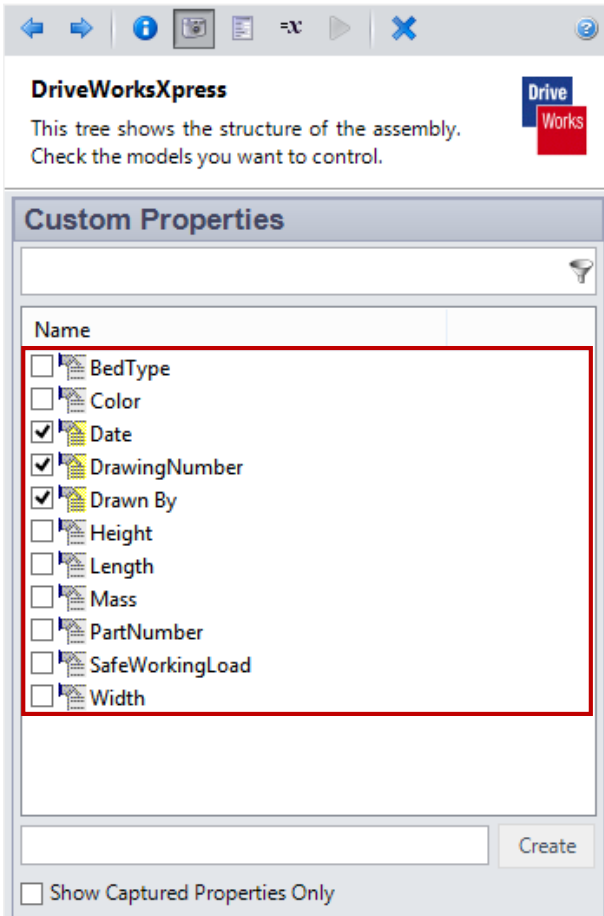 =x
DriveWorksXpress
Drive
Works
This tree shows the structure of the assembly.
Check the models you want to control.
Custom Properties
Name
BedType
Color
Date
DrawingNumber
Drawn By
Height
Length
Mass
PartNumber
SafeWorkingLoad
Width
Create
Show Captured Properties Only